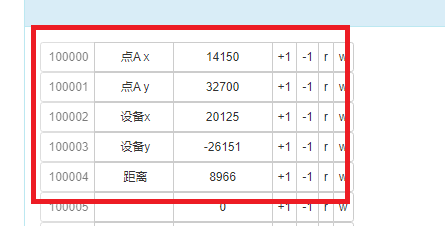 100000 点A x 14150 +1 -1 r w
100001 点A y 32700 +1 -1 r w
100002 设备x 20125 +1 -1 r w
100003 设备y -26151 +1 -1 r w
100004 距离 8966 +1 -1 r w
100005 0 +1 -1 r w